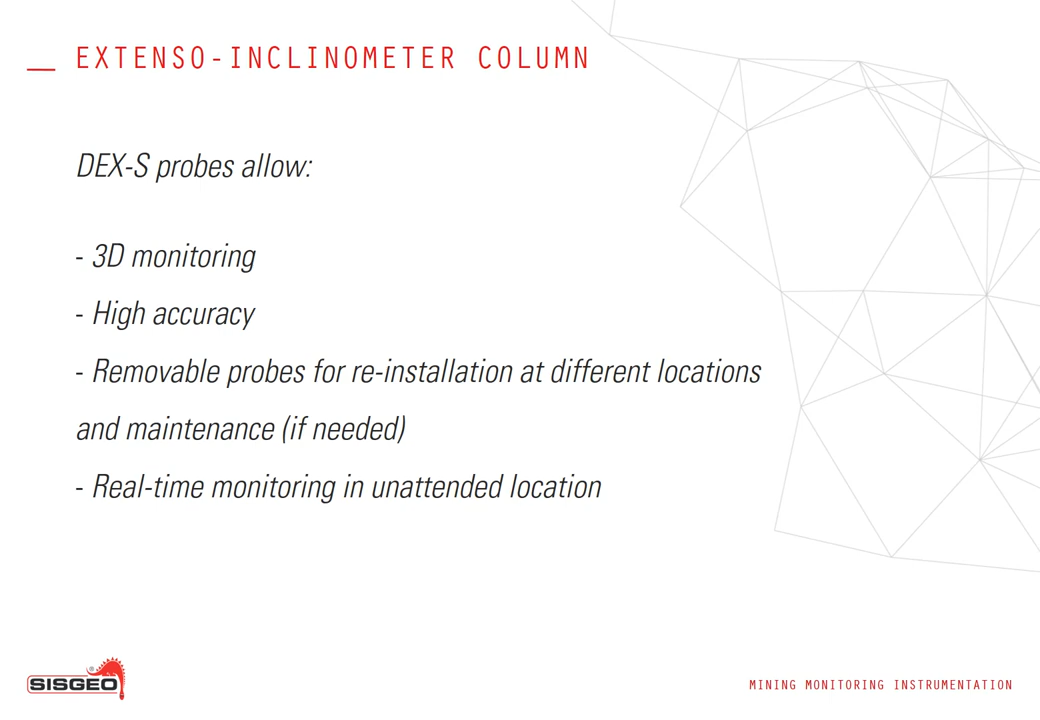 EXTENSO-INCLINOMETER COLUMN
DEX-S probes allow:
- 3D monitoring
- High accuracy
- Removable probes for re-installation at different locations
and maintenance (if needed)
- Real-time monitoring in unattended location
®
SISGEO
MINING MONITORING INSTRUMENTATION